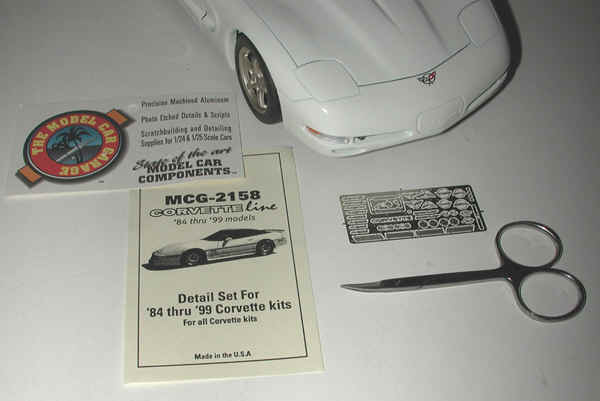 Precision Machined Aluminum
Photo Etched Details & Scripts
Scratchbuilding and Detailing
Supplies for 1/24 & 1/25 Scale Cars
THE MODEL CAR GARAGE
State of the art
MODEL CAR
COMPONENTS
MCG-2158
CORVETTE line
'84 thru '99 models
Detail Set For
'84 thru '99 Corvette kits
For all Corvette kits
Made in the U.S.A